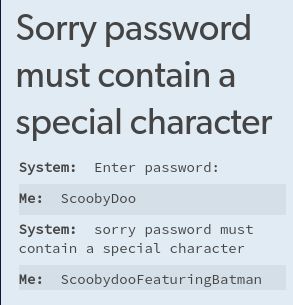 Sorry password
must contain a
special character
System: Enter password:
Me: ScoobyDoo
System: sorry password must
contain a special character
Me: ScoobydooFeaturingBatman